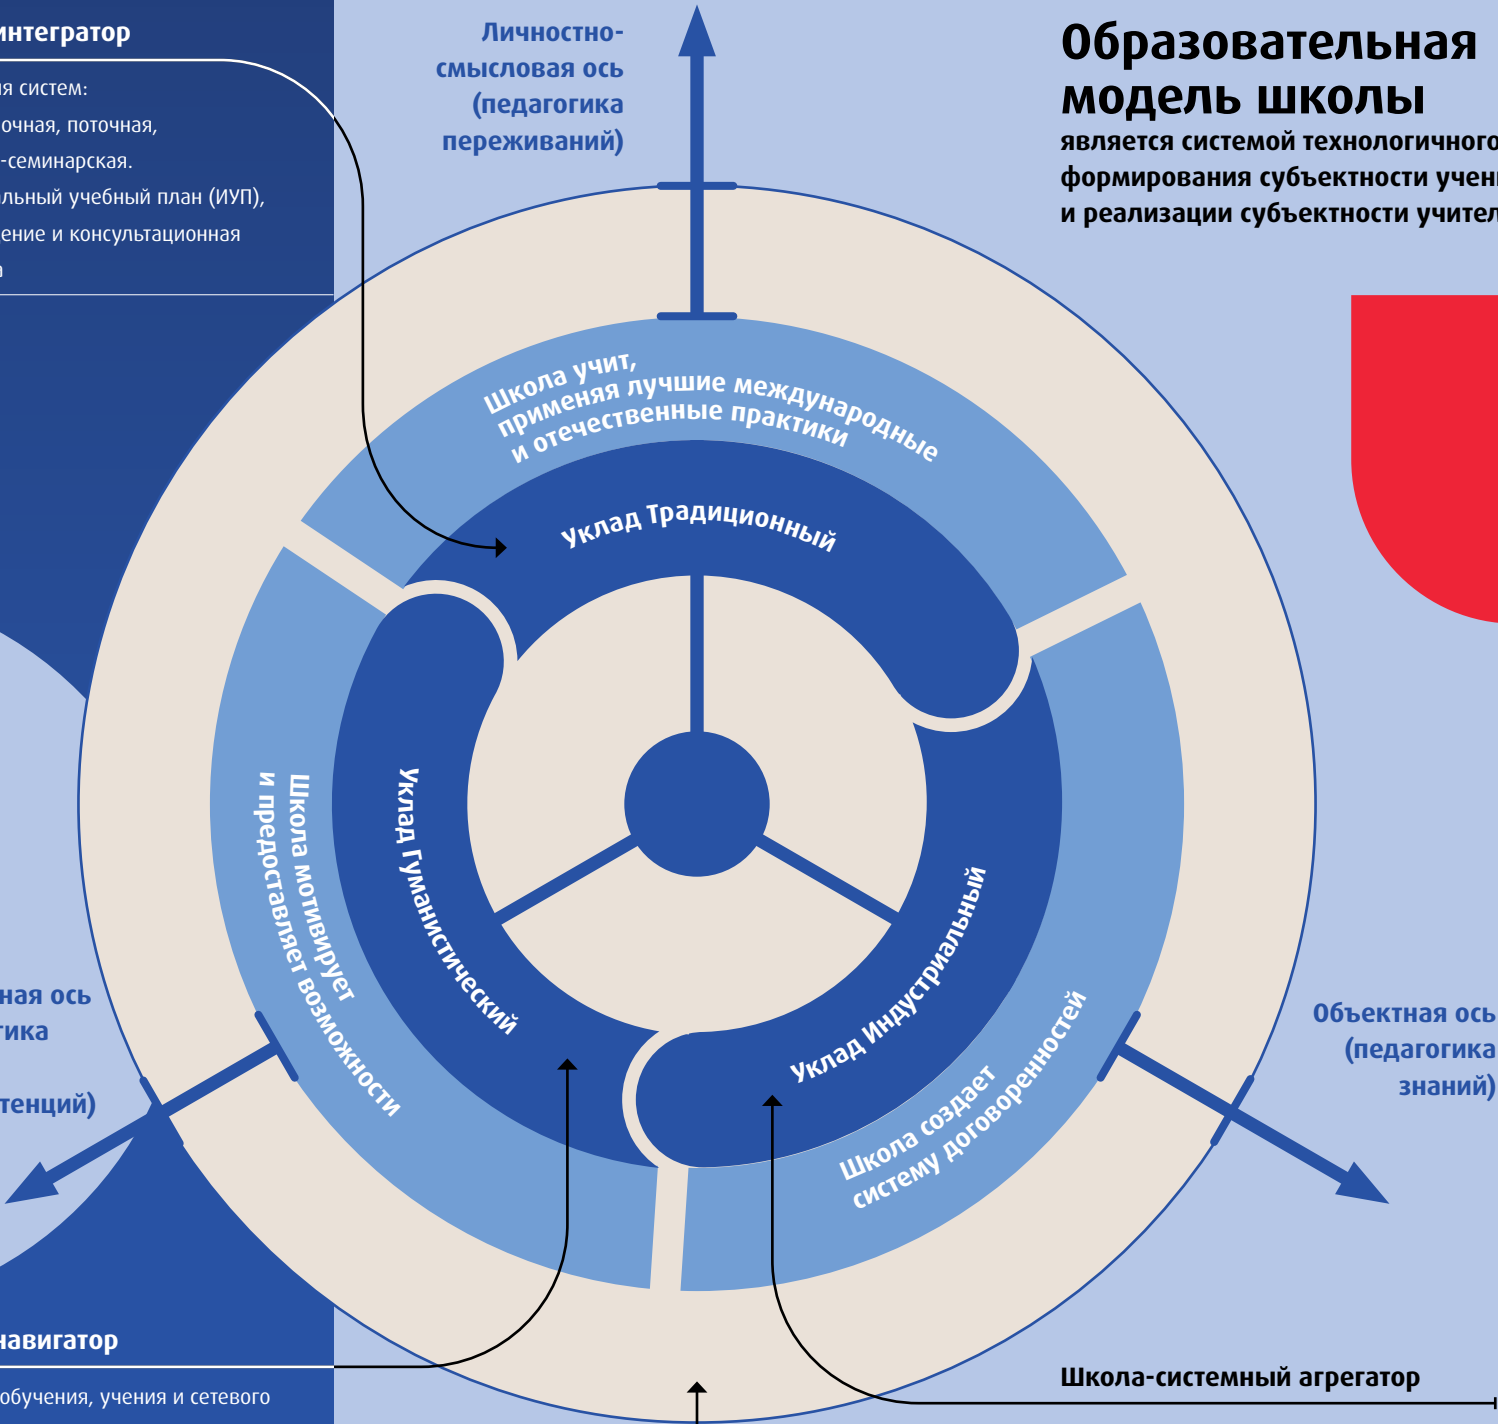 интегратор
ия систем:
очная, поточная,
-семинарская.
альный учебный план (ИУП),
дение и консультационная
а
Личностно-
смысловая ось
(педагогика
переживаний)
Образовательная
модель школы
является системой технологичного
формирования субъектности учени
и реализации субъектности учител
Школа учит,
применяя лучшие международные
и отечественные практики
Уклад Традиционный
Школа мотивирует
и предоставляет возможности
Уклад Гуманистический
Уклад Индустриальный
Школа создает
систему договоренностей
ная ось
гика
тенций)
Объектная ось
(педагогика
знаний)
навигатор
обучения, учения и сетевого
Школа-системный агрегатор